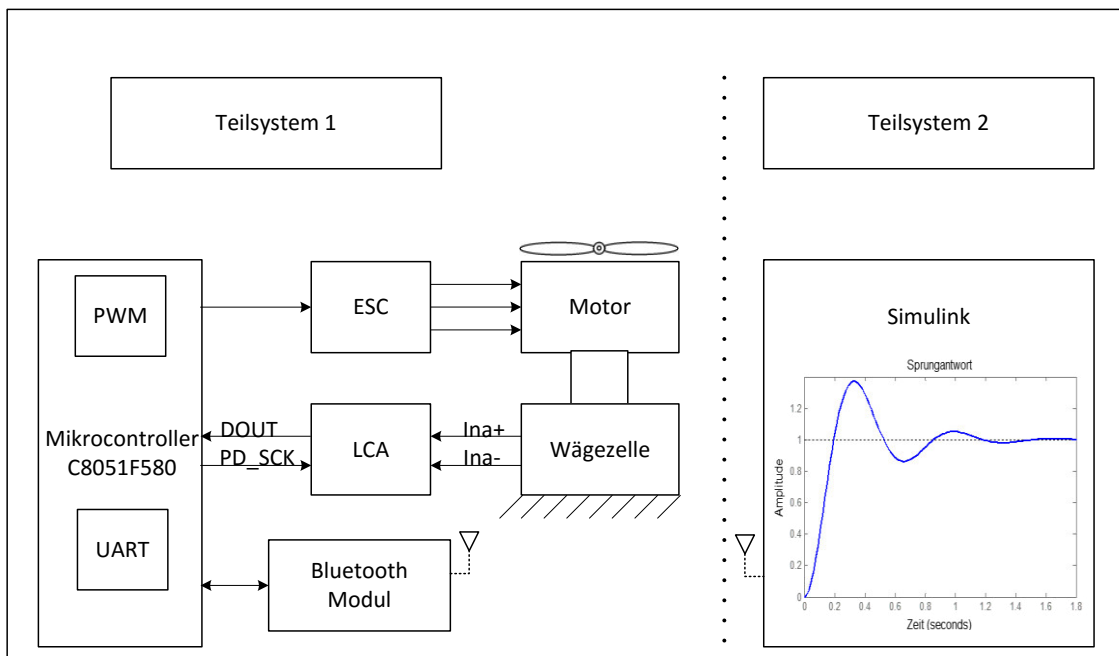 Teilsystem 1
Teilsystem 2
PWM
ESC
Motor
Simulink
Mikrocontroller
C8051F580
DOUT
PD_SCK
LCA
Ina+
Ina-
Wägezelle
UART
Bluetooth
Modul
Sprungantwort
Amplitude
1.2
1
0.8
0.6
0.4
0.2
0
0 0.2 0.4 0.6 0.8 1 1.2 1.4 1.6 1.8
Zeit (seconds)